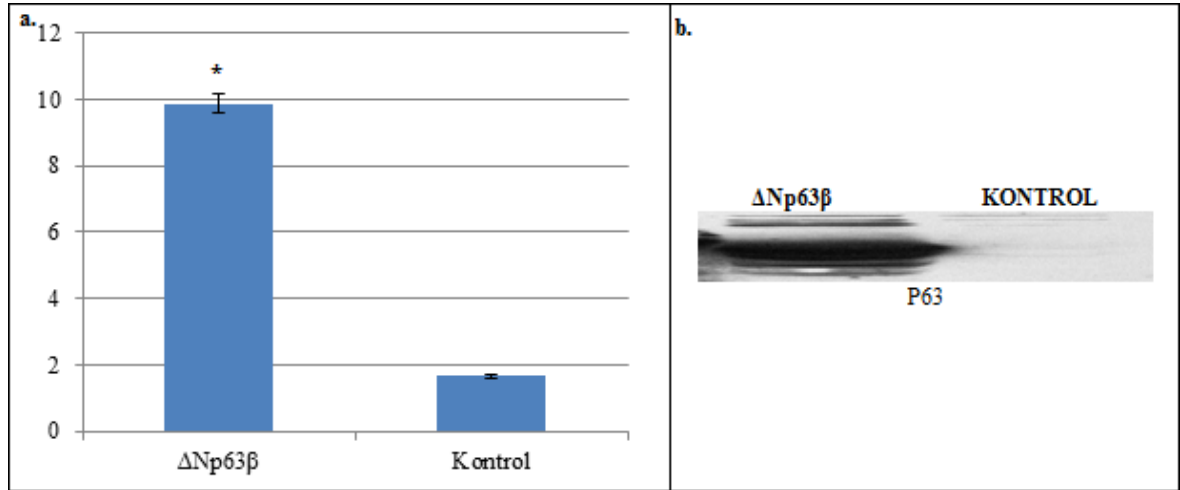 a.
12
10
8
6
4
2
0
*
ΔNp63β
Kontrol
b.
ΔNp63β KONTROL
P63